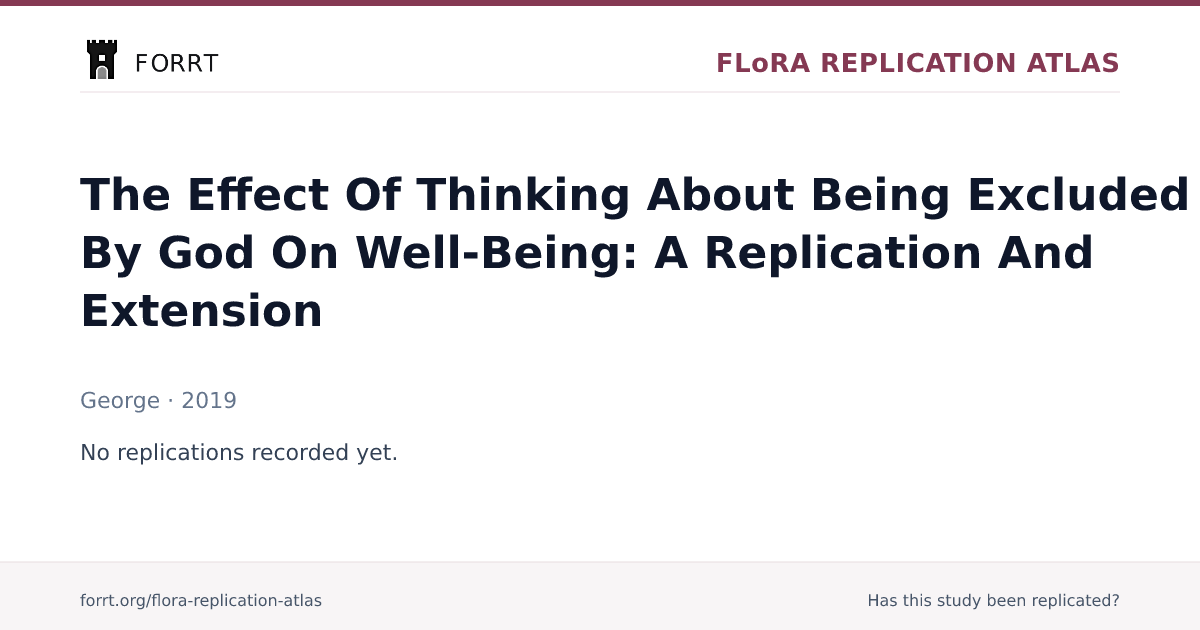 FORRT
FLoRA REPLICATION ATLAS
The Effect Of Thinking About Being Excluded
By God On Well-Being: A Replication And
Extension
George · 2019
No replications recorded yet.
forrt.org/flora-replication-atlas
Has this study been replicated?